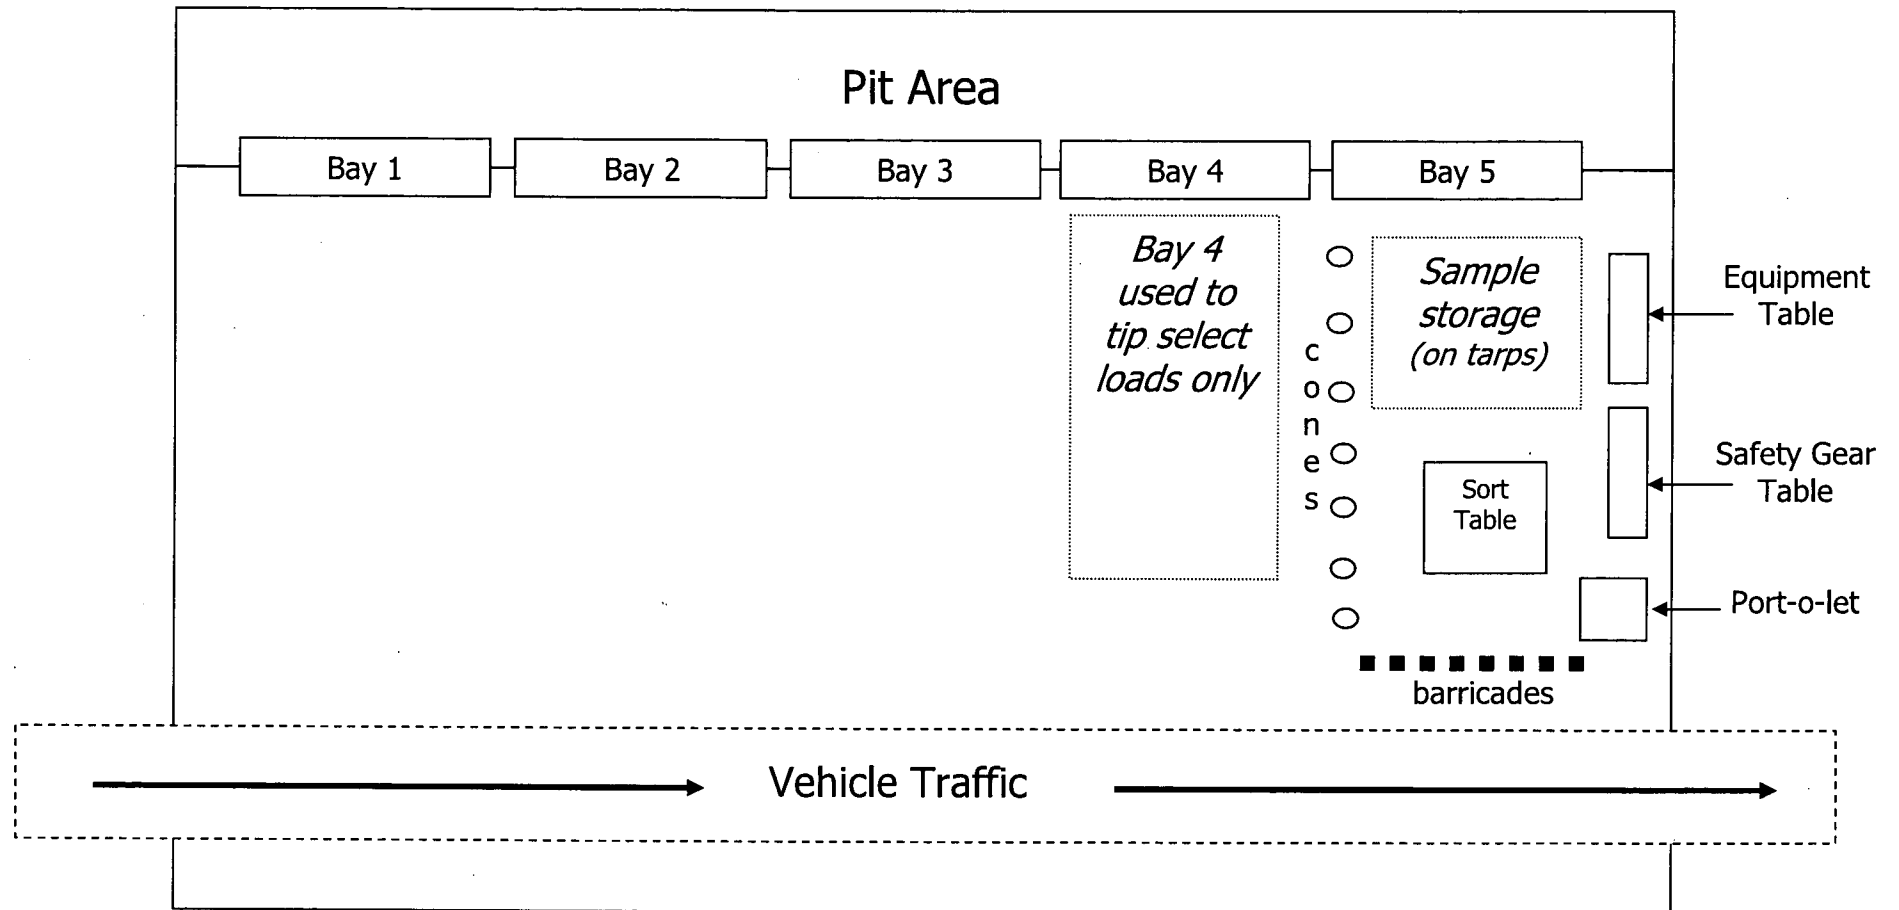 Pit Area
Bay 1
Bay 2
Bay 3
Bay 4
Bay 5
Bay 4
used to
tip select
loads only
cones
Sample
storage
(on tarps)
Equipment
Table
Safety Gear
Table
Sort
Table
Port-o-let
barricades
Vehicle Traffic